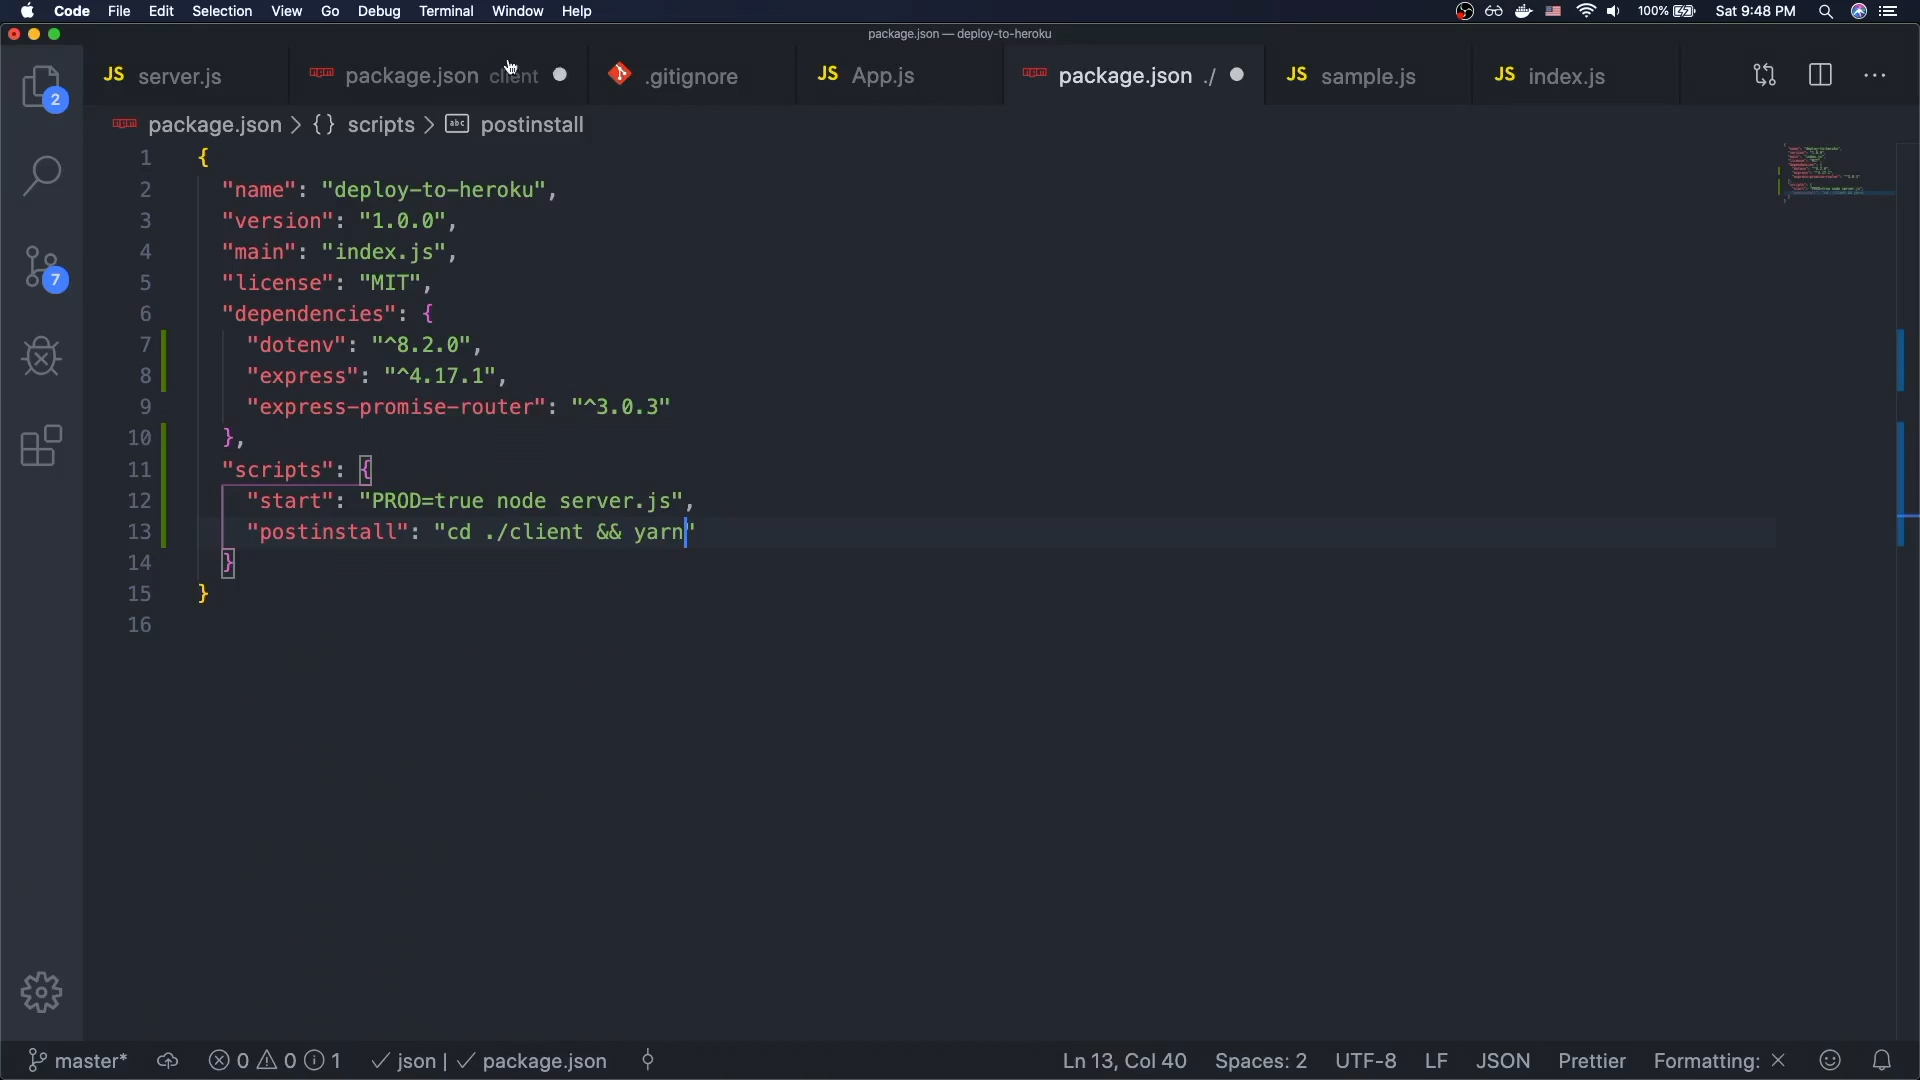 Code File Edit Selection View Go Debug Terminal Window Help 100% Sat 9:48 PM
package.json — deploy-to-heroku
JS server.js package.json client .gitignore JS App.js package.json ./ JS sample.js JS index.js
package.json > {} scripts > abc postinstall
1 {
2 "name": "deploy-to-heroku",
3 "version": "1.0.0",
4 "main": "index.js",
5 "license": "MIT",
6 "dependencies": {
7 "dotenv": "^8.2.0",
8 "express": "^4.17.1",
9 "express-promise-router": "^3.0.3"
10 },
11 "scripts": {
12 "start": "PROD=true node server.js",
13 "postinstall": "cd ./client && yarn"
14 }
15 }
16
2
7
master* 0 0 1 json | package.json Ln 13, Col 40 Spaces: 2 UTF-8 LF JSON Prettier Formatting: ×